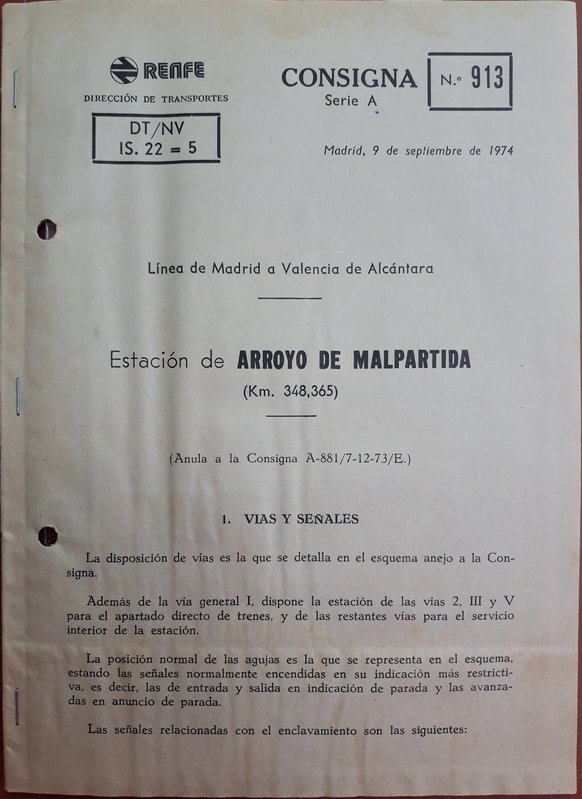 RENFE
DIRECCIÓN DE TRANSPORTES
DT/NV
IS. 22 = 5
CONSIGNA
Serie A
N.º 913
Madrid, 9 de septiembre de 1974
Línea de Madrid a Valencia de Alcántara
Estación de ARROYO DE MALPARTIDA
(Km. 348,365)
(Anula a la Consigna A-881/7-12-73/E.)
1. VIAS Y SEÑALES
La disposición de vías es la que se detalla en el esquema anejo a la Con-
signa.
Además de la vía general I, dispone la estación de las vías 2, III y V
para el apartado directo de trenes, y de las restantes vías para el servicio
interior de la estación.
La posición normal de las agujas es la que se representa en el esquema,
estando las señales normalmente encendidas en su indicación más restricti-
va, es decir, las de entrada y salida en indicación de parada y las avanza-
das en anuncio de parada.
Las señales relacionadas con el enclavamiento son las siguientes: